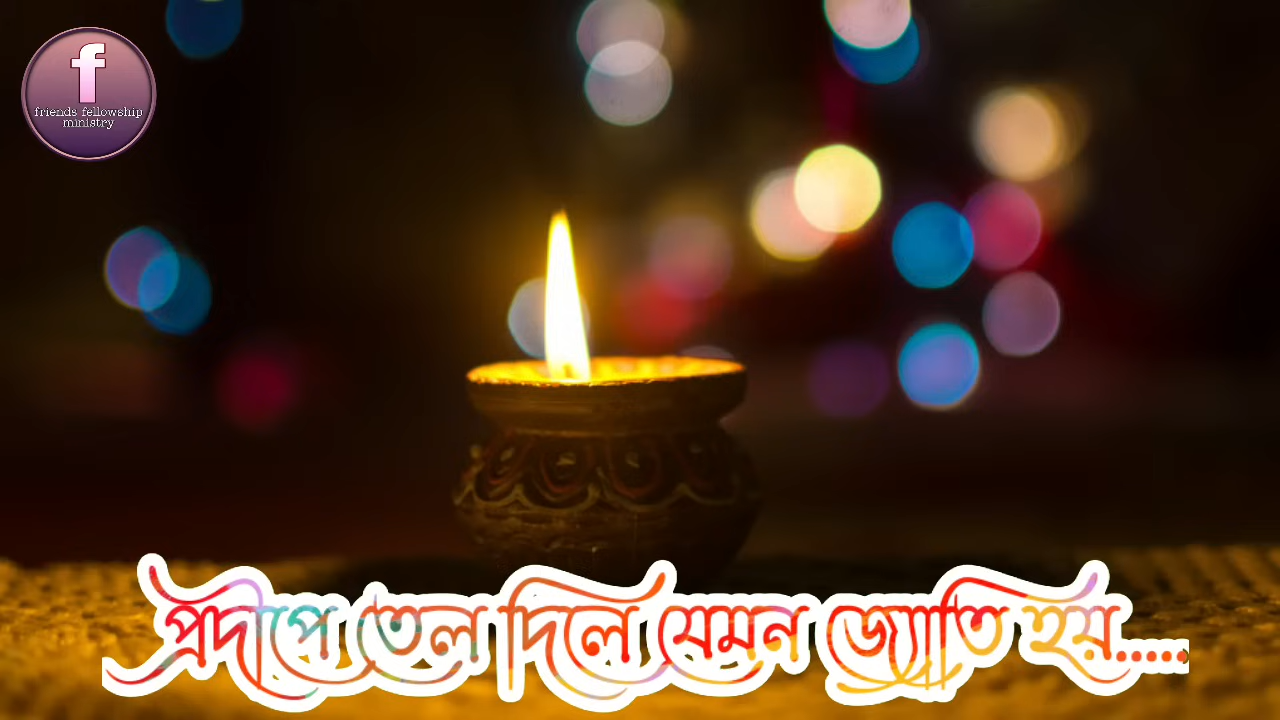 f
friends fellowship
ministry
প্রদীপে তেল দিলে যেমন জ্যোতি হয়.....